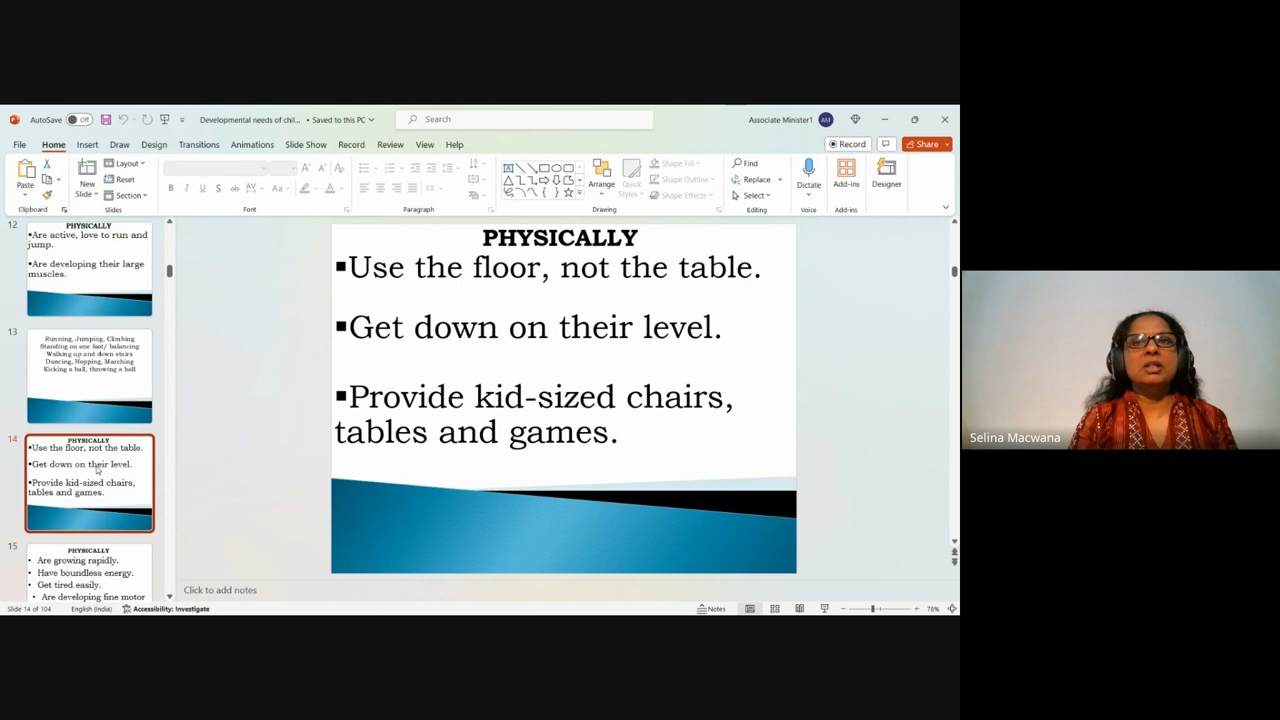 AutoSave Off Developmental needs of chil... • Saved to this PC Search Associate Minister1 AM
File Home Insert Draw Design Transitions Animations Slide Show Record Review View Help Record Share
Paste
Clipboard
New Slide
Layout
Reset
Section
Slides
Font
Paragraph
Arrange
Quick Styles
Shape Fill
Shape Outline
Shape Effects
Drawing
Find
Replace
Select
Editing
Dictate
Voice
Add-ins
Add-ins
Designer
12
PHYSICALLY
▪Are active, love to run and
jump.
▪Are developing their large
muscles.
13
Running, Jumping, Climbing
Standing on one foot/ balancing
Walking up and down stairs
Dancing, Hopping, Marching
Kicking a ball, throwing a ball
14
PHYSICALLY
▪Use the floor, not the table.
▪Get down on their level.
▪Provide kid-sized chairs,
tables and games.
15
PHYSICALLY
• Are growing rapidly.
• Have boundless energy.
• Get tired easily.
• Are developing fine motor
PHYSICALLY
▪Use the floor, not the table.
▪Get down on their level.
▪Provide kid-sized chairs,
tables and games.
Click to add notes
Slide 14 of 104 English (India) Accessibility: Investigate Notes 78%
Selina Macwana